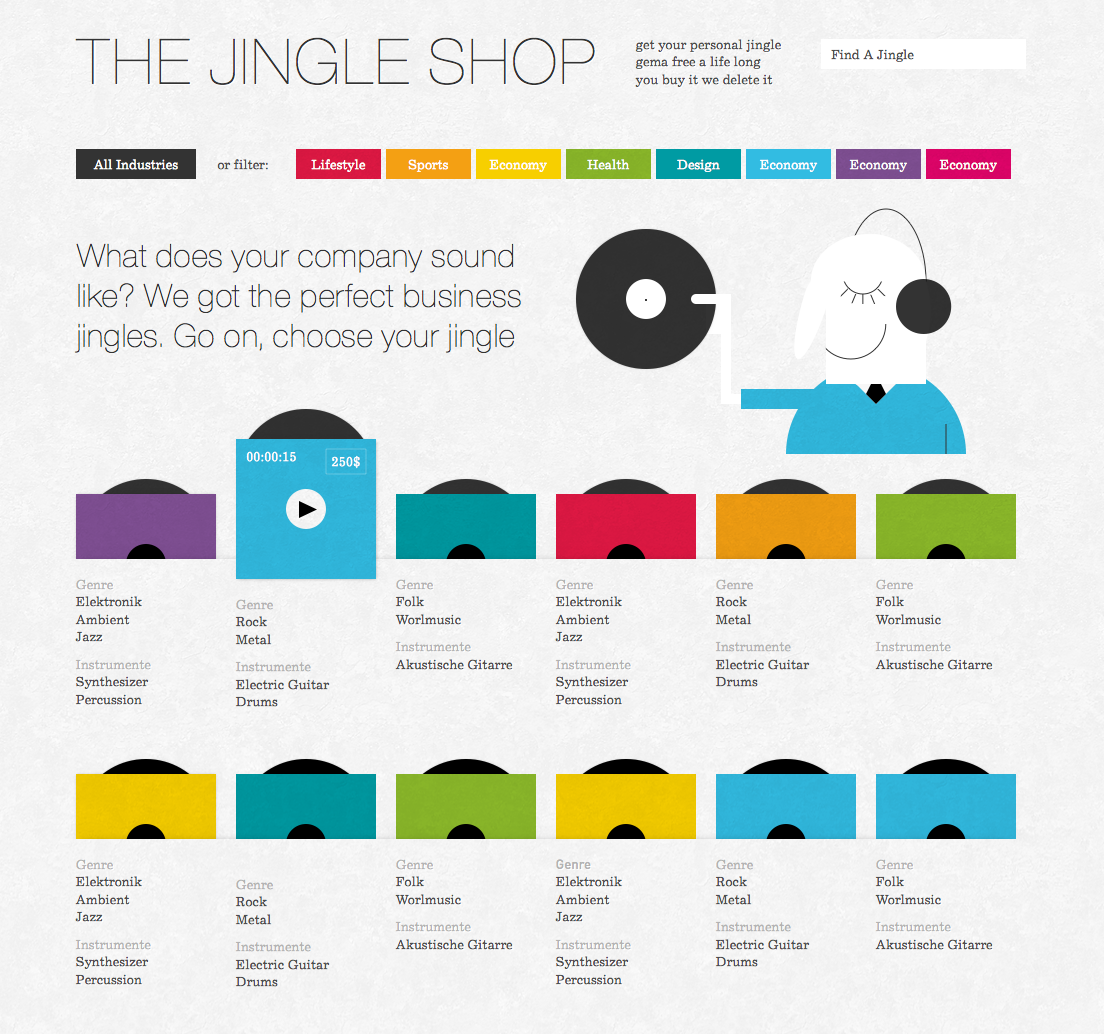 THE JINGLE SHOP
get your personal jingle
gema free a life long
you buy it we delete it
Find A Jingle
All Industries
or filter:
Lifestyle
Sports
Economy
Health
Design
Economy
Economy
Economy
What does your company sound
like? We got the perfect business
jingles. Go on, choose your jingle
00:00:15
250$
Genre
Elektronik
Ambient
Jazz
Instrumente
Synthesizer
Percussion
Genre
Rock
Metal
Instrumente
Electric Guitar
Drums
Genre
Folk
Worlmusic
Instrumente
Akustische Gitarre
Genre
Elektronik
Ambient
Jazz
Instrumente
Synthesizer
Percussion
Genre
Rock
Metal
Instrumente
Electric Guitar
Drums
Genre
Folk
Worlmusic
Instrumente
Akustische Gitarre
Genre
Elektronik
Ambient
Jazz
Instrumente
Synthesizer
Percussion
Genre
Rock
Metal
Instrumente
Electric Guitar
Drums
Genre
Folk
Worlmusic
Instrumente
Akustische Gitarre
Genre
Elektronik
Ambient
Jazz
Instrumente
Synthesizer
Percussion
Genre
Rock
Metal
Instrumente
Electric Guitar
Drums
Genre
Folk
Worlmusic
Instrumente
Akustische Gitarre